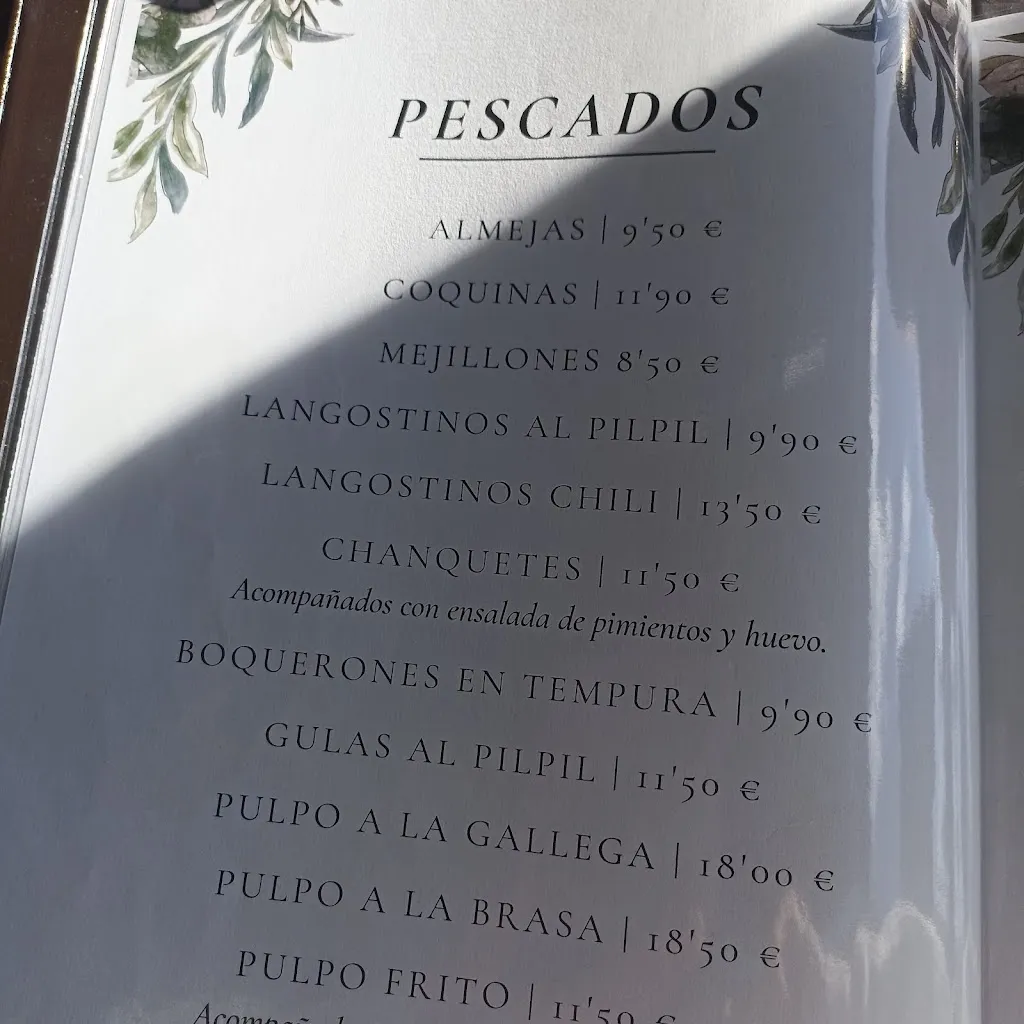 PESCADOS
ALMEJAS | 9'50 €
COQUINAS | 11'90 €
MEJILLONES 8'50 €
LANGOSTINOS AL PILPIL | 9'90 €
LANGOSTINOS CHILI | 13'50 €
CHANQUETES | 11'50 €
Acompañados con ensalada de pimientos y huevo.
BOQUERONES EN TEMPURA | 9'90 €
GULAS AL PILPIL | 11'50 €
PULPO A LA GALLEGA | 18'00 €
PULPO A LA BRASA | 18'50 €
PULPO FRITO | 11'50 €